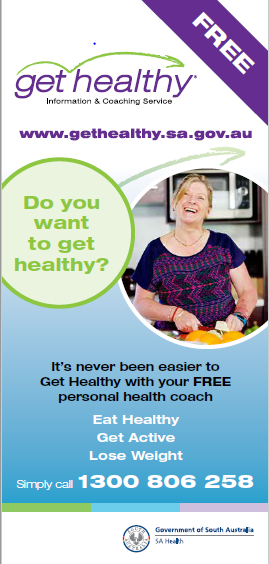 FREE
get healthy
Information & Coaching Service
www.gethealthy.sa.gov.au
Do you
want
to get
healthy?
It's never been easier to
Get Healthy with your FREE
personal health coach
Eat Healthy
Get Active
Lose Weight
Simply call 1300 806 258
Government of South Australia
SA Health